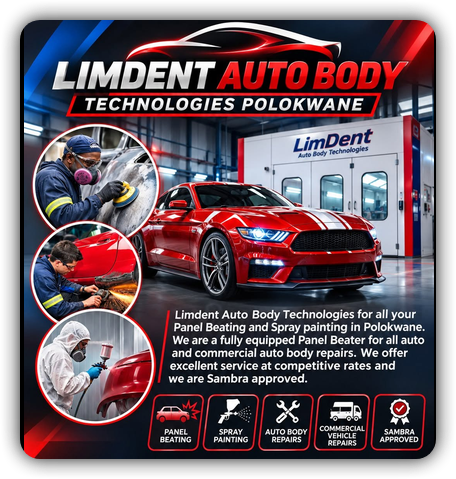 LIMDENT AUTO BODY
TECHNOLOGIES POLOKWANE
LimDent
Auto Body Technologies
Limdent Auto Body Technologies for all your
Panel Beating and Spray painting in Polokwane.
We are a fully equipped Panel Beater for all auto
and commercial auto body repairs. We offer
excellent service at competitive rates and
we are Sambra approved.
PANEL
BEATING
SPRAY
PAINTING
AUTO BODY
REPAIRS
COMMERCIAL
VEHICLE
REPAIRS
SAMBRA
APPROVED